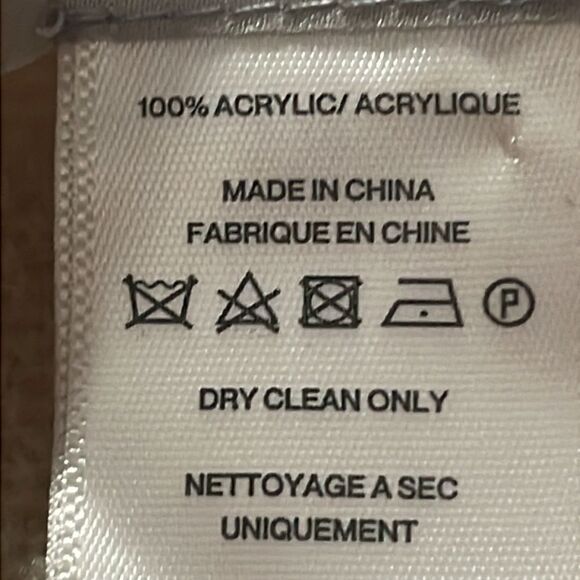 100% ACRYLIC/ ACRYLIQUE
MADE IN CHINA
FABRIQUE EN CHINE
P
DRY CLEAN ONLY
NETTOYAGE A SEC
UNIQUEMENT